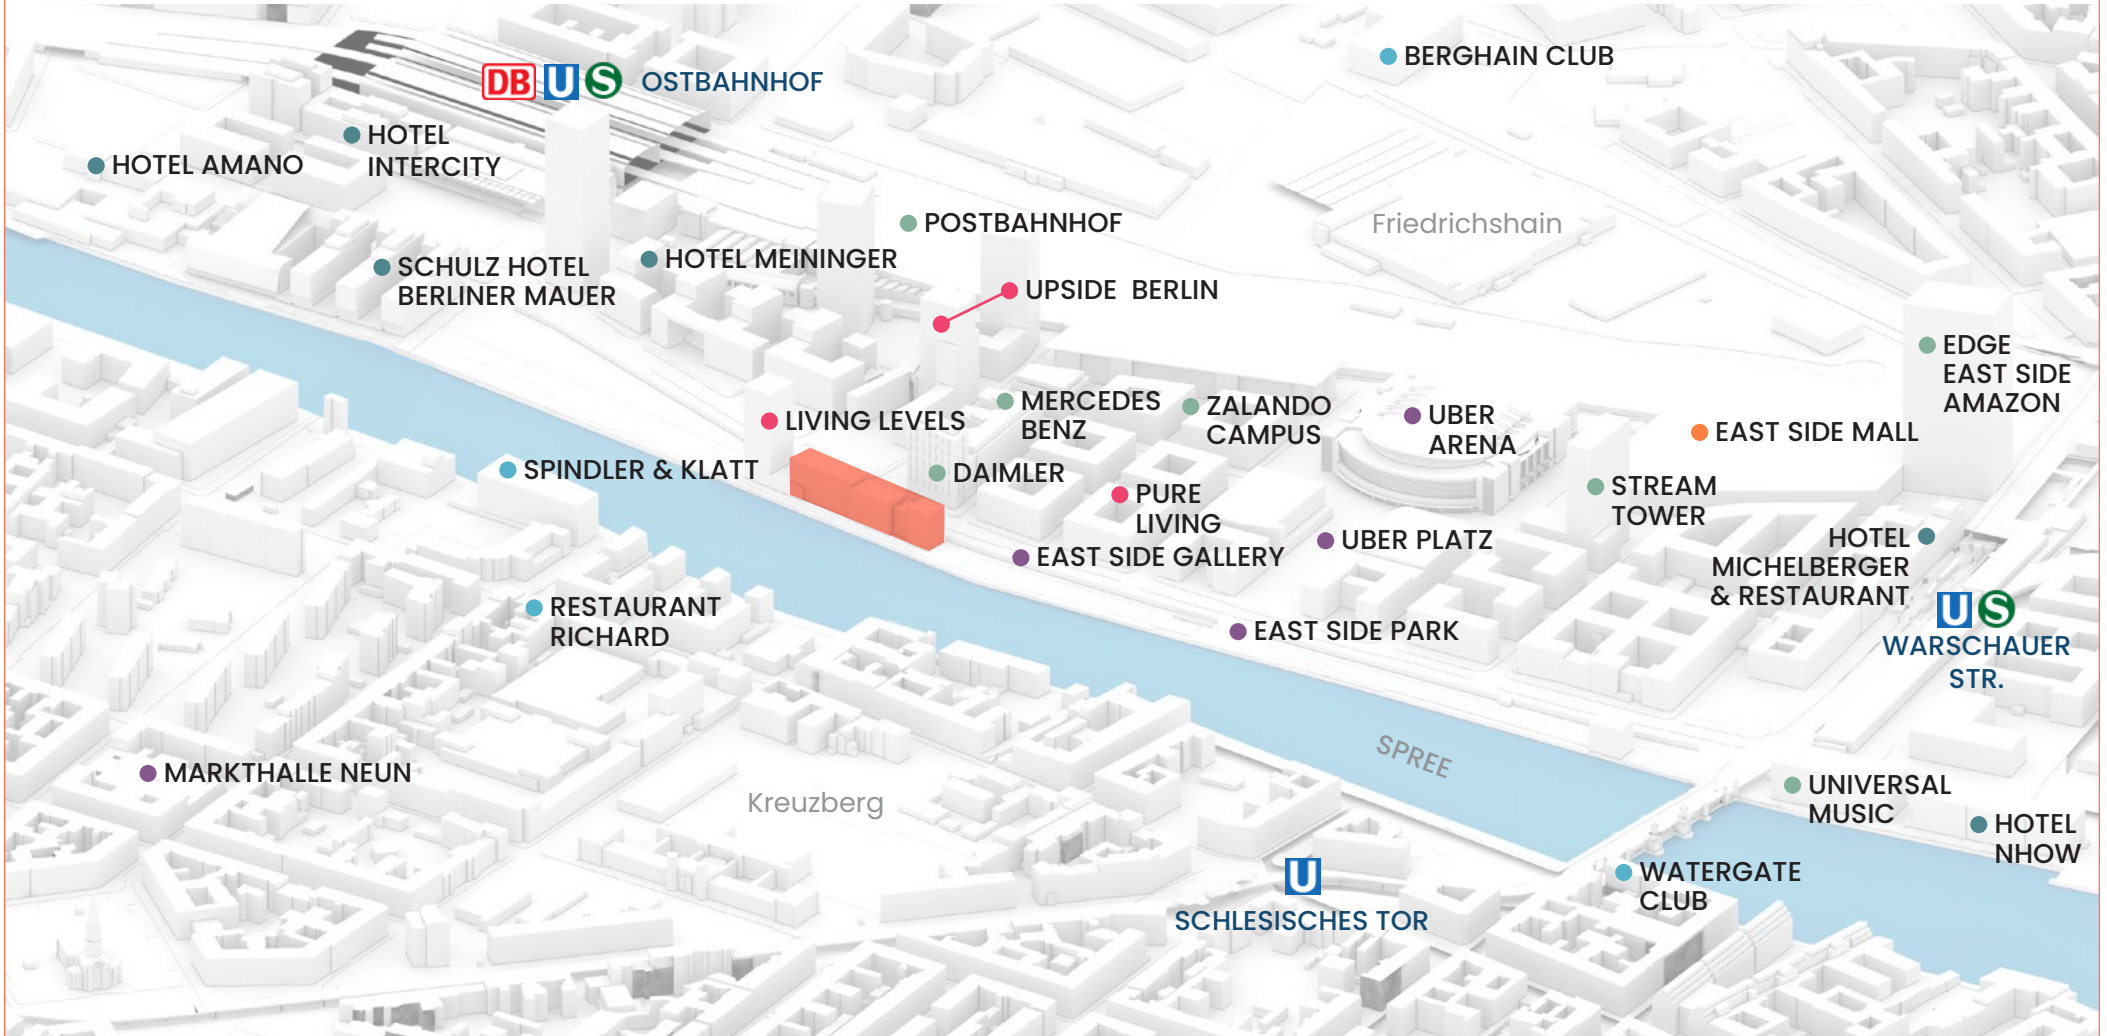 BERGHAIN CLUB
DB U S OSTBAHNHOF
HOTEL
INTERCITY
HOTEL AMANO
POSTBAHNHOF
Friedrichshain
HOTEL MEININGER
SCHULZ HOTEL
BERLINER MAUER
UPSIDE BERLIN
EDGE
EAST SIDE
AMAZON
MERCEDES
BENZ
ZALANDO
CAMPUS
UBER
ARENA
LIVING LEVELS
EAST SIDE MALL
SPINDLER & KLATT
DAIMLER
STREAM
TOWER
PURE
LIVING
UBER PLATZ
HOTEL
MICHELBERGER
& RESTAURANT
EAST SIDE GALLERY
U S
WARSCHAUER
STR.
RESTAURANT
RICHARD
EAST SIDE PARK
SPREE
MARKTHALLE NEUN
Kreuzberg
UNIVERSAL
MUSIC
HOTEL
NHOW
U
SCHLESISCHES TOR
WATERGATE
CLUB